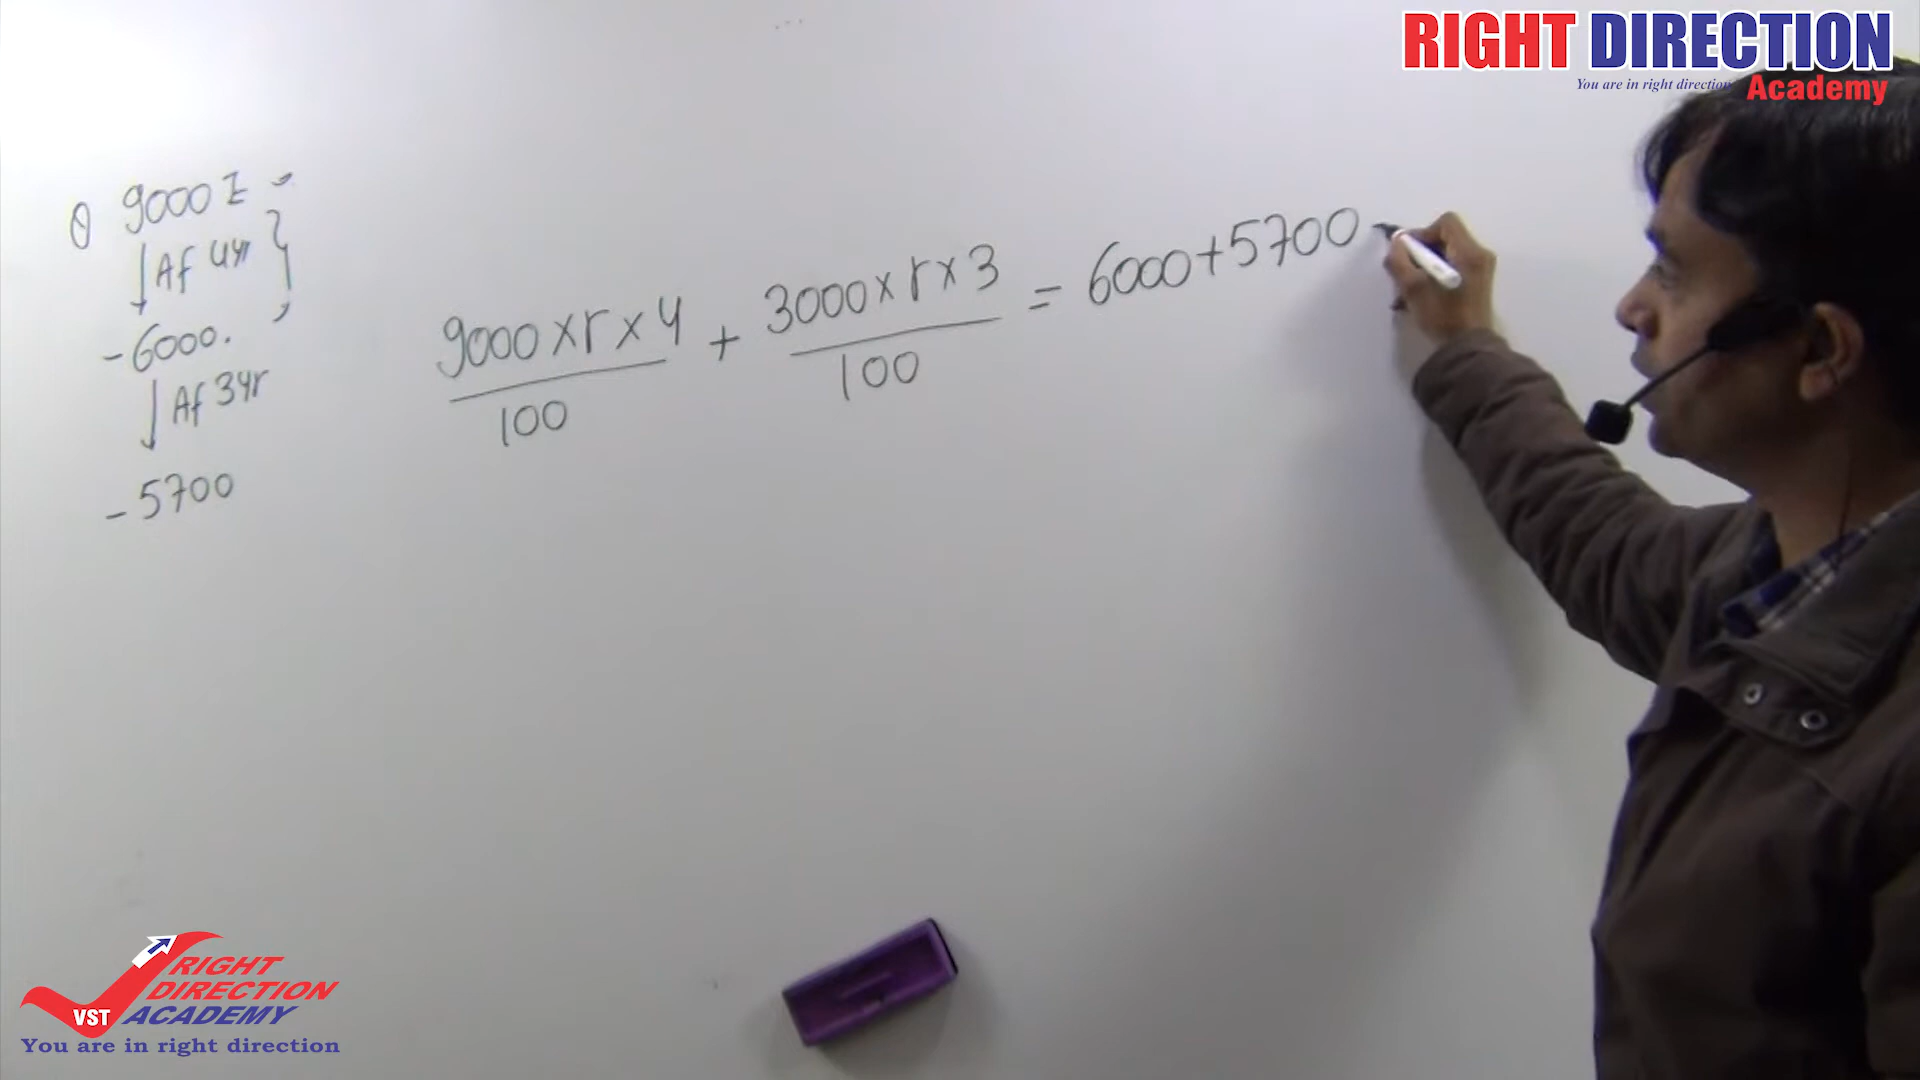 RIGHT DIRECTION
You are in right direction Academy
9000
Af 4yr
-6000.
Af 3yr
-5700
9000 x r x 4 + 3000 x r x 3 = 6000 + 5700
100 100
RIGHT
DIRECTION
VST ACADEMY
You are in right direction